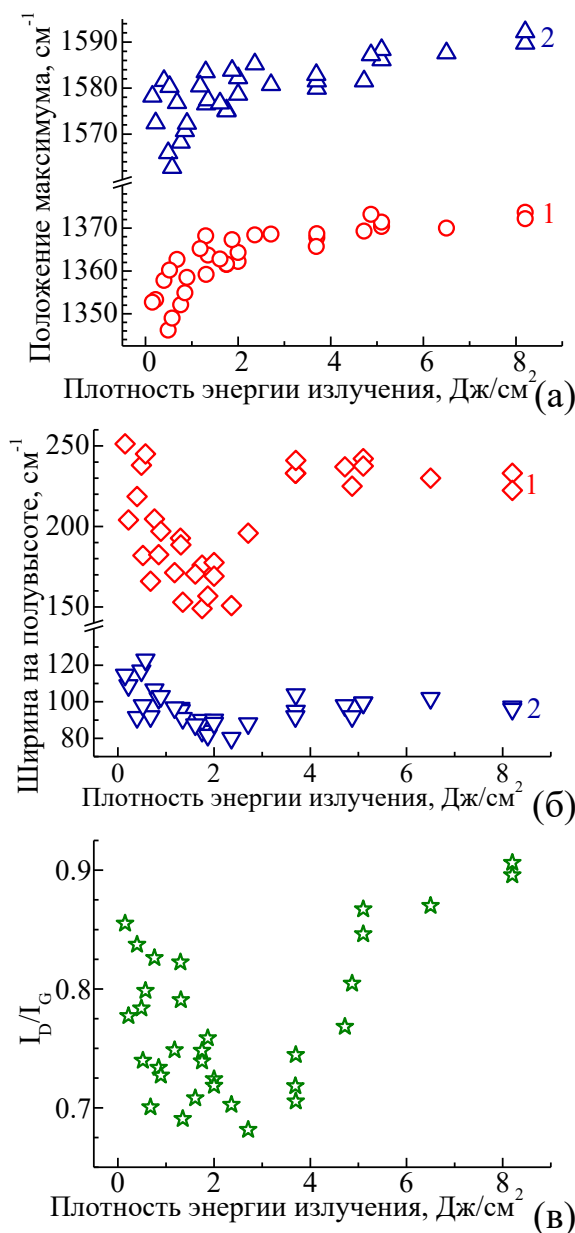 Положение максимума, см⁻¹
1590
1580
1570
1370
1360
1350
2
1
0 2 4 6 8
Плотность энергии излучения, Дж/см²
(а)
Ширина на полувысоте, см⁻¹
250
200
150
120
100
80
1
2
0 2 4 6 8
Плотность энергии излучения, Дж/см²
(б)
I_D/I_G
0.9
0.8
0.7
0 2 4 6 8
Плотность энергии излучения, Дж/см²
(в)